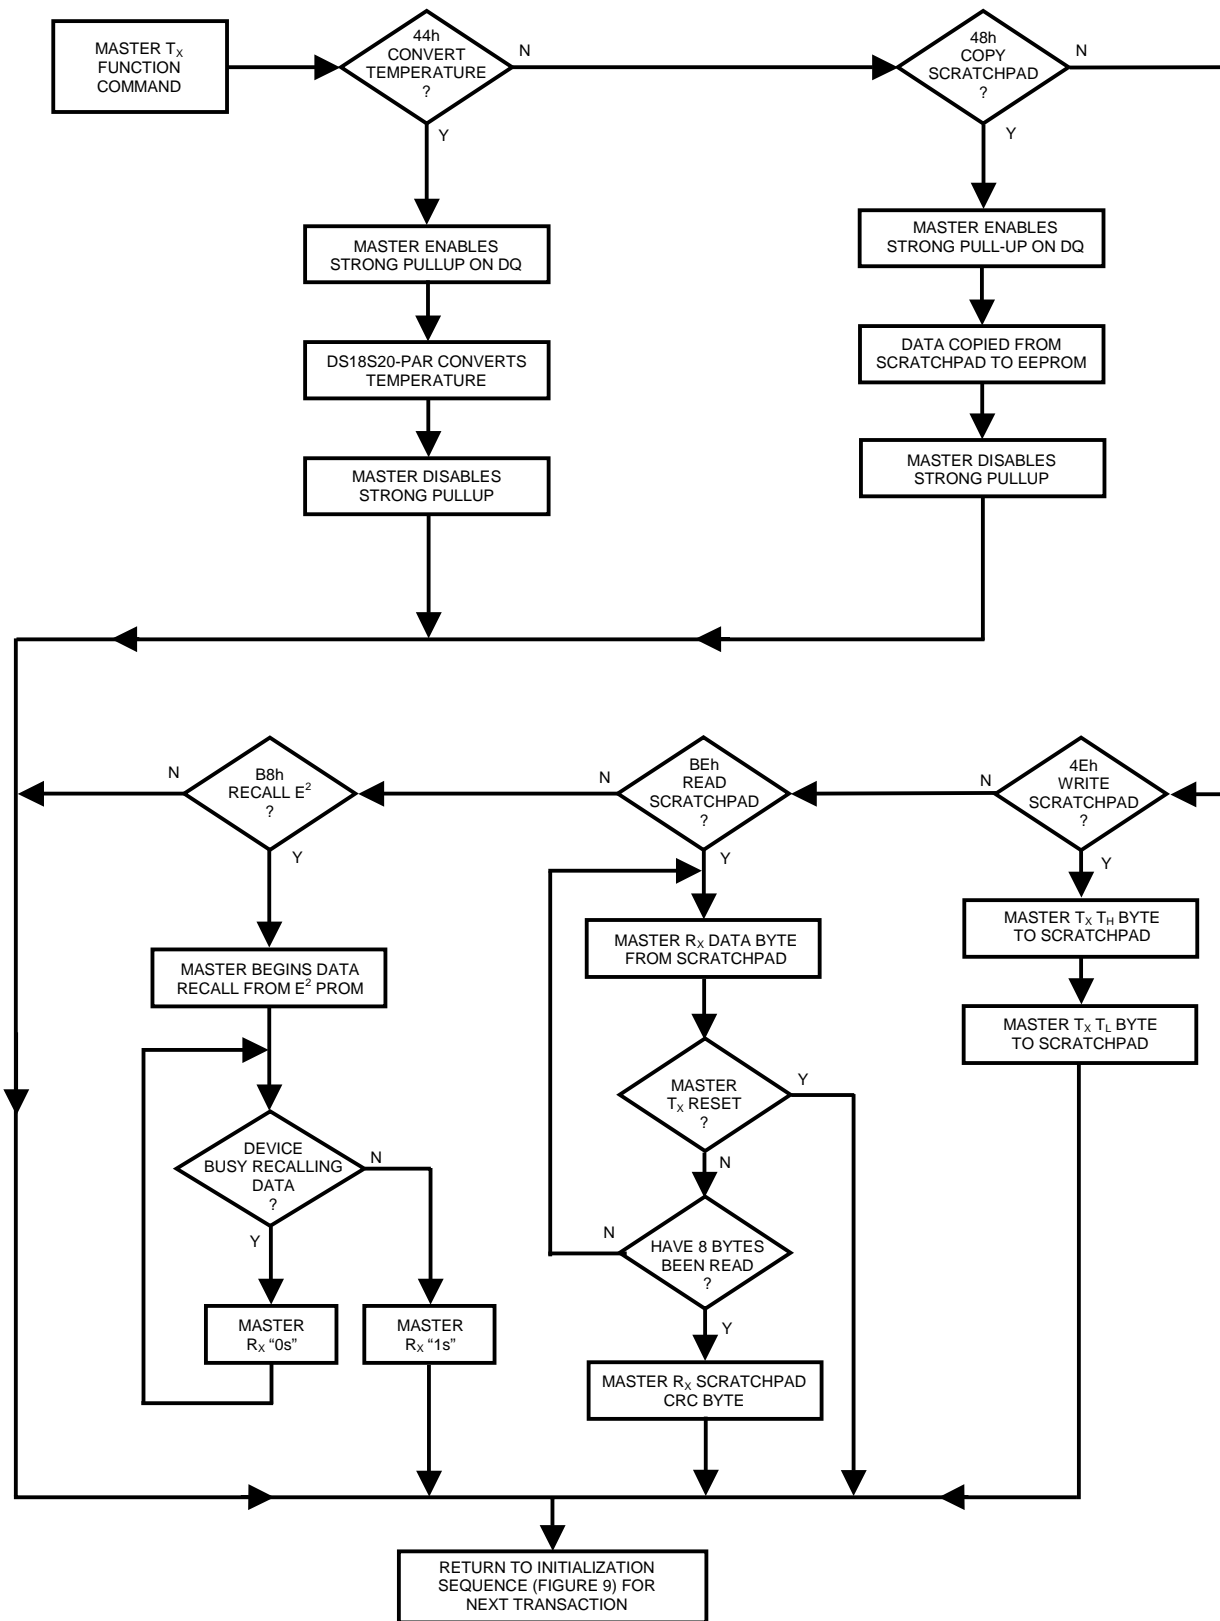 MASTER TX
FUNCTION
COMMAND
44h
CONVERT
TEMPERATURE
?
N
Y
48h
COPY
SCRATCHPAD
?
N
Y
MASTER ENABLES
STRONG PULLUP ON DQ
DS18S20-PAR CONVERTS
TEMPERATURE
MASTER DISABLES
STRONG PULLUP
MASTER ENABLES
STRONG PULL-UP ON DQ
DATA COPIED FROM
SCRATCHPAD TO EEPROM
MASTER DISABLES
STRONG PULLUP
N
B8h
RECALL E²
?
Y
N
BEh
READ
SCRATCHPAD
?
Y
N
4Eh
WRITE
SCRATCHPAD
?
Y
MASTER BEGINS DATA
RECALL FROM E² PROM
DEVICE
BUSY RECALLING
DATA
?
N
Y
MASTER
RX “0s”
MASTER
RX “1s”
MASTER RX DATA BYTE
FROM SCRATCHPAD
MASTER
TX RESET
?
Y
N
HAVE 8 BYTES
BEEN READ
?
N
Y
MASTER RX SCRATCHPAD
CRC BYTE
MASTER TX TH BYTE
TO SCRATCHPAD
MASTER TX TL BYTE
TO SCRATCHPAD
RETURN TO INITIALIZATION
SEQUENCE (FIGURE 9) FOR
NEXT TRANSACTION